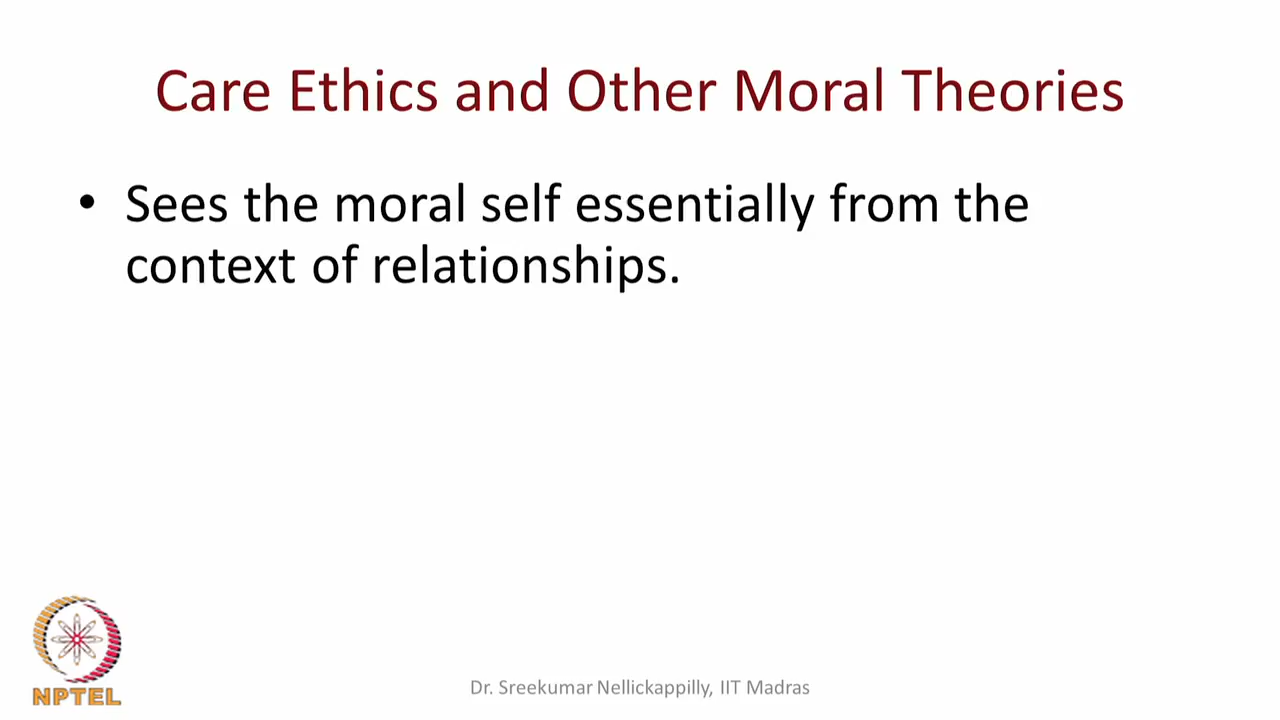 Care Ethics and Other Moral Theories
• Sees the moral self essentially from the
context of relationships.
NPTEL
Dr. Sreekumar Nellickappilly, IIT Madras